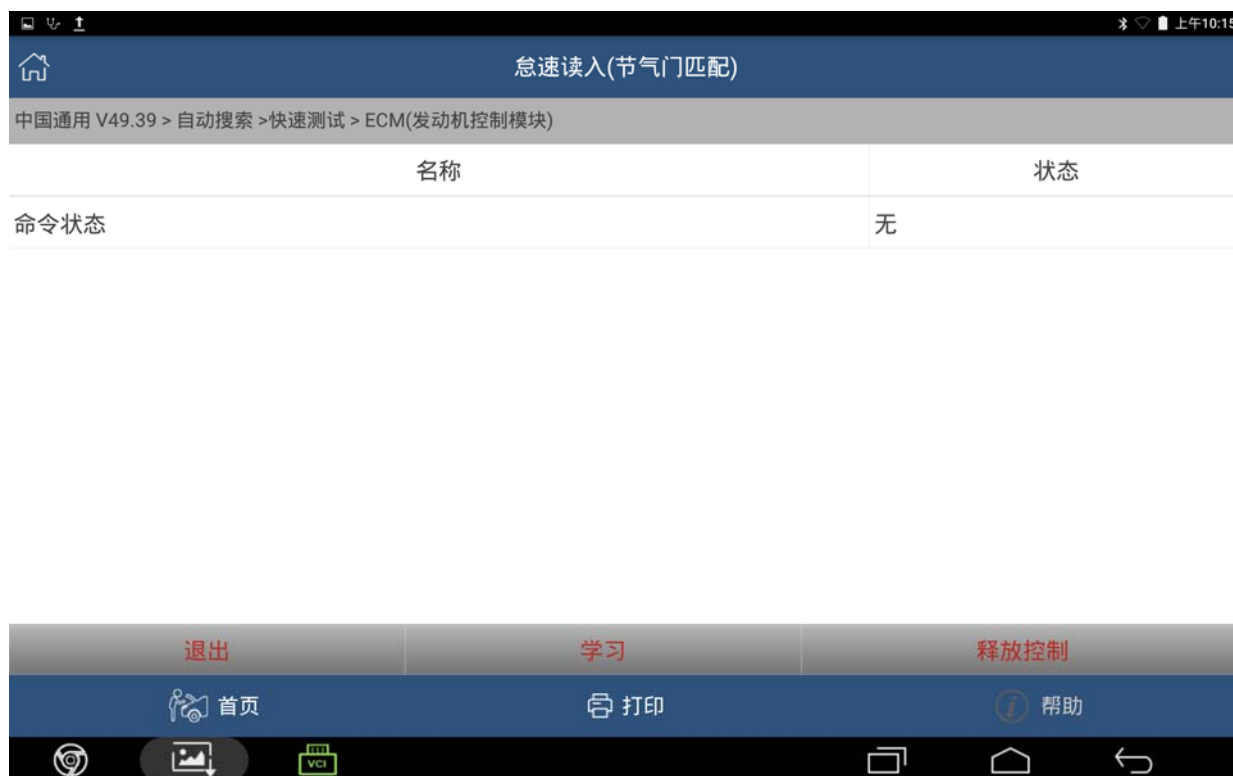 上午10:15
怠速读入(节气门匹配)
中国通用 V49.39 > 自动搜索 >快速测试 > ECM(发动机控制模块)
名称 状态
命令状态 无
退出 学习 释放控制
首页 打印 i 帮助
VCI